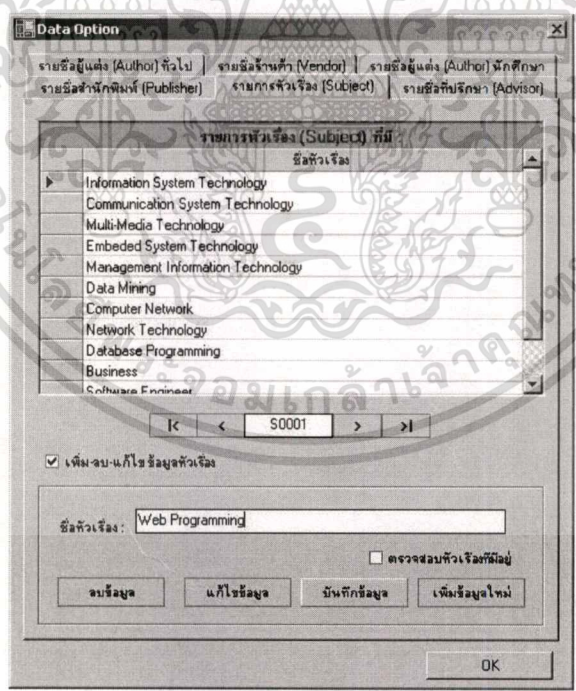 Data Option
รายชื่อผู้แต่ง (Author) ทั่วไป รายชื่อร้านค้า (Vendor) รายชื่อผู้แต่ง (Author) นักศึกษา
รายชื่อสำนักพิมพ์ (Publisher) รายการหัวเรื่อง (Subject) รายชื่อที่ปรึกษา (Advisor)
รายการหัวเรื่อง (Subject) ที่มี
ชื่อหัวเรื่อง
Information System Technology
Communication System Technology
Multi-Media Technology
Embeded System Technology
Management Information Technology
Data Mining
Computer Network
Network Technology
Database Programming
Business
Software Engineer
|< < S0001 > >|
เพิ่ม-ลบ-แก้ไข ข้อมูลหัวเรื่อง
ชื่อหัวเรื่อง : Web Programming
ตรวจสอบหัวเรื่องที่มีอยู่
ลบข้อมูล แก้ไขข้อมูล บันทึกข้อมูล เพิ่มข้อมูลใหม่
OK